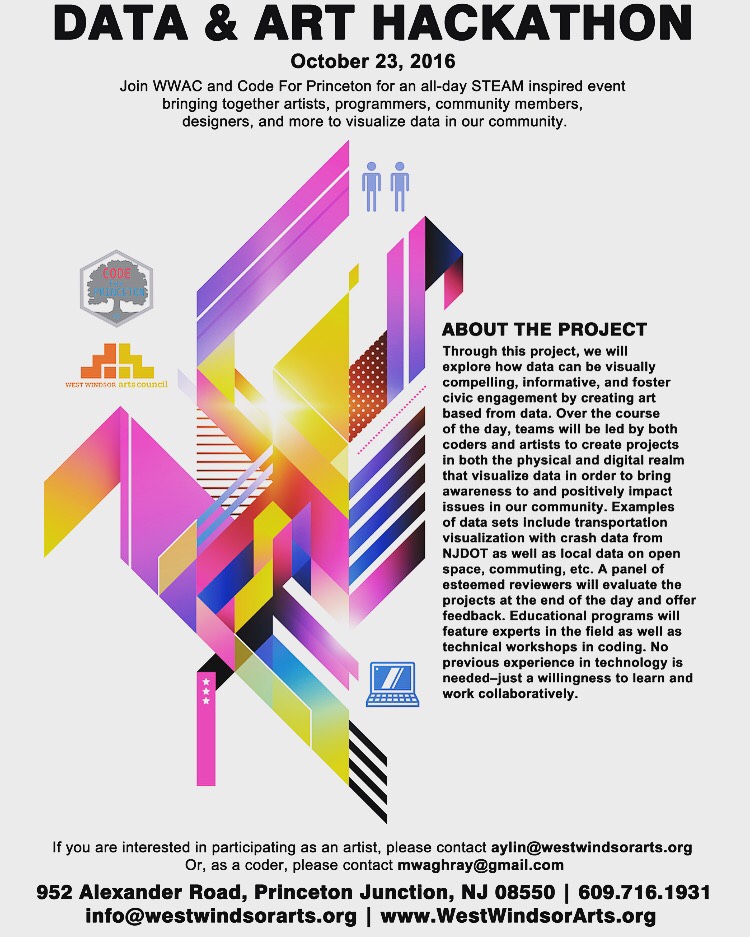 DATA & ART HACKATHON
October 23, 2016
Join WWAC and Code For Princeton for an all-day STEAM inspired event
bringing together artists, programmers, community members,
designers, and more to visualize data in our community.
CODE
FOR
PRINCETON
WEST WINDSOR arts council
ABOUT THE PROJECT
Through this project, we will
explore how data can be visually
compelling, informative, and foster
civic engagement by creating art
based from data. Over the course
of the day, teams will be led by both
coders and artists to create projects
in both the physical and digital realm
that visualize data in order to bring
awareness to and positively impact
issues in our community. Examples
of data sets include transportation
visualization with crash data from
NJDOT as well as local data on open
space, commuting, etc. A panel of
esteemed reviewers will evaluate the
projects at the end of the day and offer
feedback. Educational programs will
feature experts in the field as well as
technical workshops in coding. No
previous experience in technology is
needed–just a willingness to learn and
work collaboratively.
If you are interested in participating as an artist, please contact aylin@westwindsorarts.org
Or, as a coder, please contact mwaghray@gmail.com
952 Alexander Road, Princeton Junction, NJ 08550 | 609.716.1931
info@westwindsorarts.org | www.WestWindsorArts.org